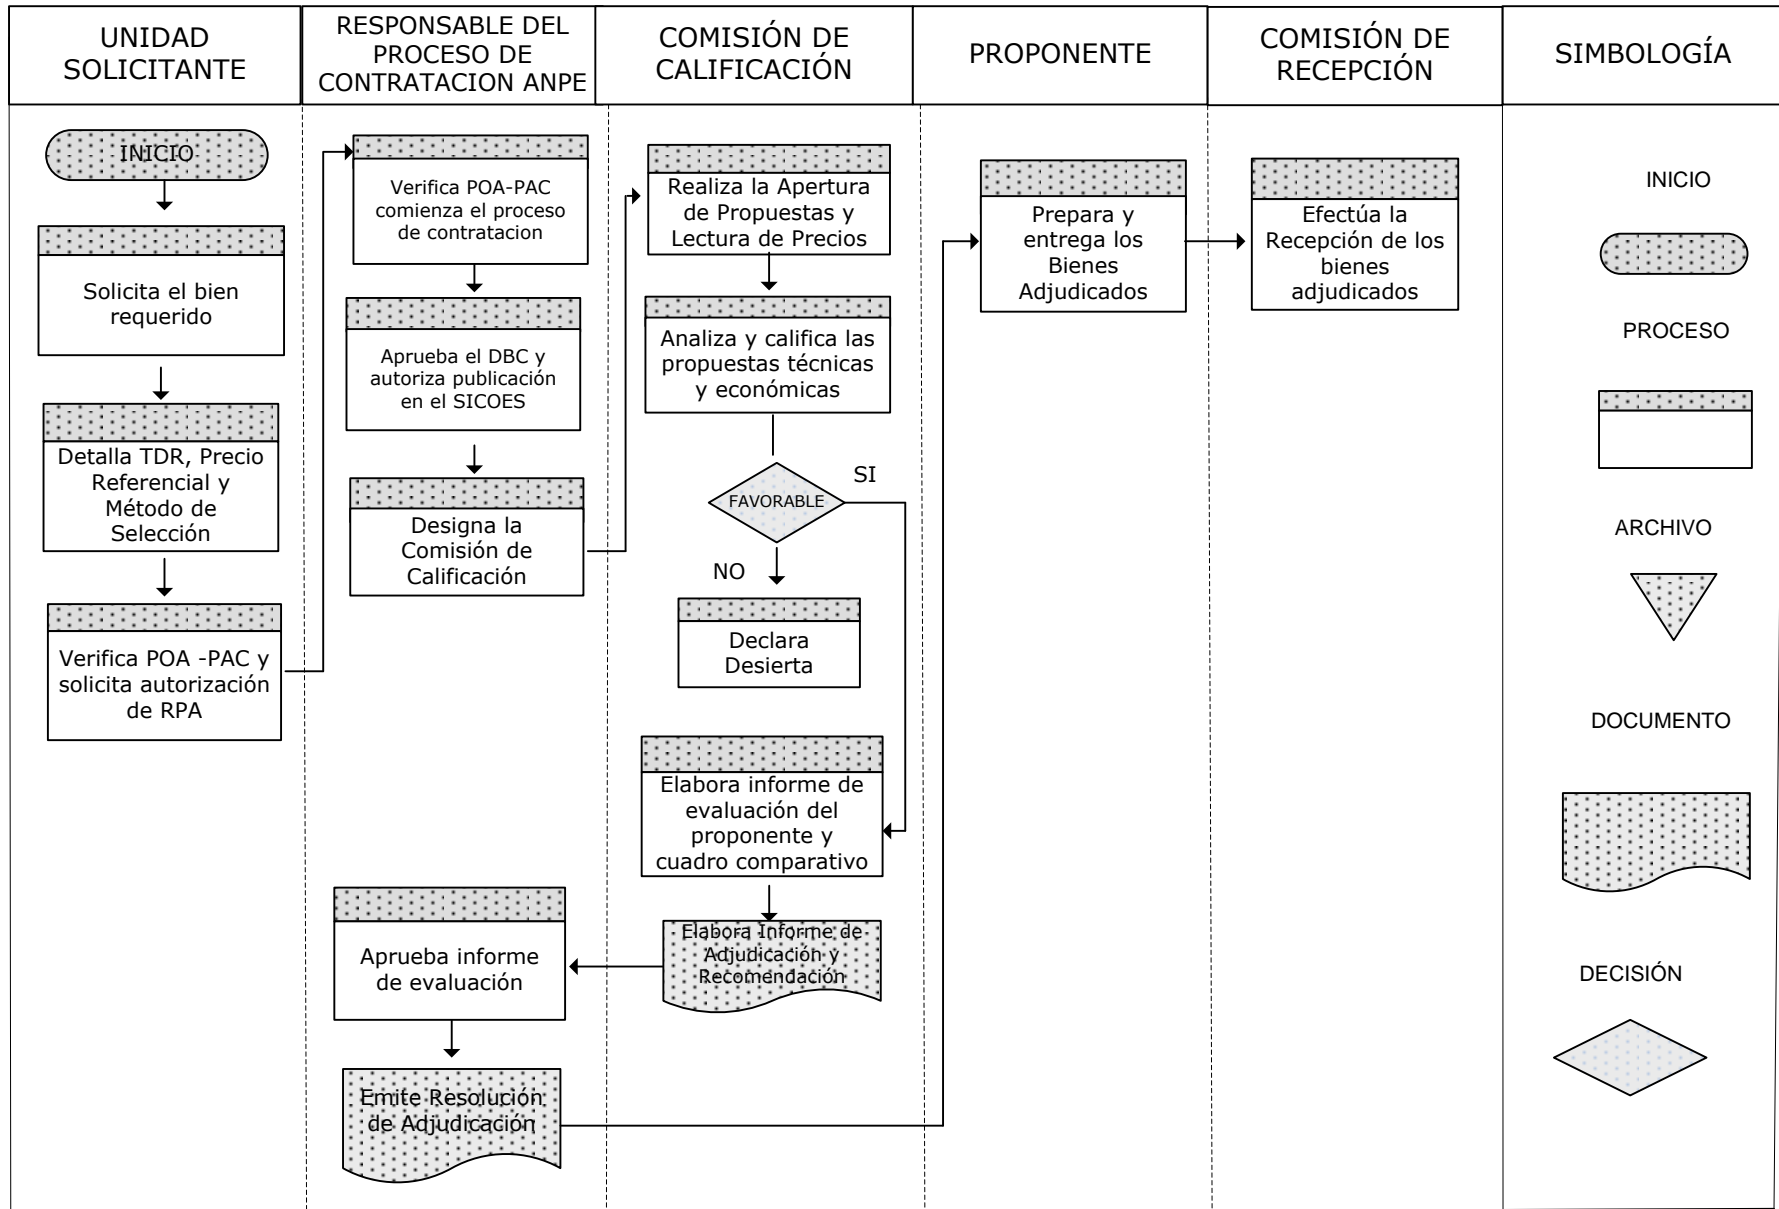 UNIDAD
SOLICITANTE
RESPONSABLE DEL
PROCESO DE
CONTRATACION ANPE
COMISIÓN DE
CALIFICACIÓN
PROPONENTE
COMISIÓN DE
RECEPCIÓN
SIMBOLOGÍA
INICIO
Solicita el bien
requerido
Detalla TDR, Precio
Referencial y
Método de
Selección
Verifica POA -PAC y
solicita autorización
de RPA
Verifica POA-PAC
comienza el proceso
de contratacion
Aprueba el DBC y
autoriza publicación
en el SICOES
Designa la
Comisión de
Calificación
Aprueba informe
de evaluación
Emite Resolución
de Adjudicación
Realiza la Apertura
de Propuestas y
Lectura de Precios
Analiza y califica las
propuestas técnicas
y económicas
FAVORABLE
SI
NO
Declara
Desierta
Elabora informe de
evaluación del
proponente y
cuadro comparativo
Elabora Informe de
Adjudicación y
Recomendación
Prepara y
entrega los
Bienes
Adjudicados
Efectúa la
Recepción de los
bienes
adjudicados
INICIO
PROCESO
ARCHIVO
DOCUMENTO
DECISIÓN